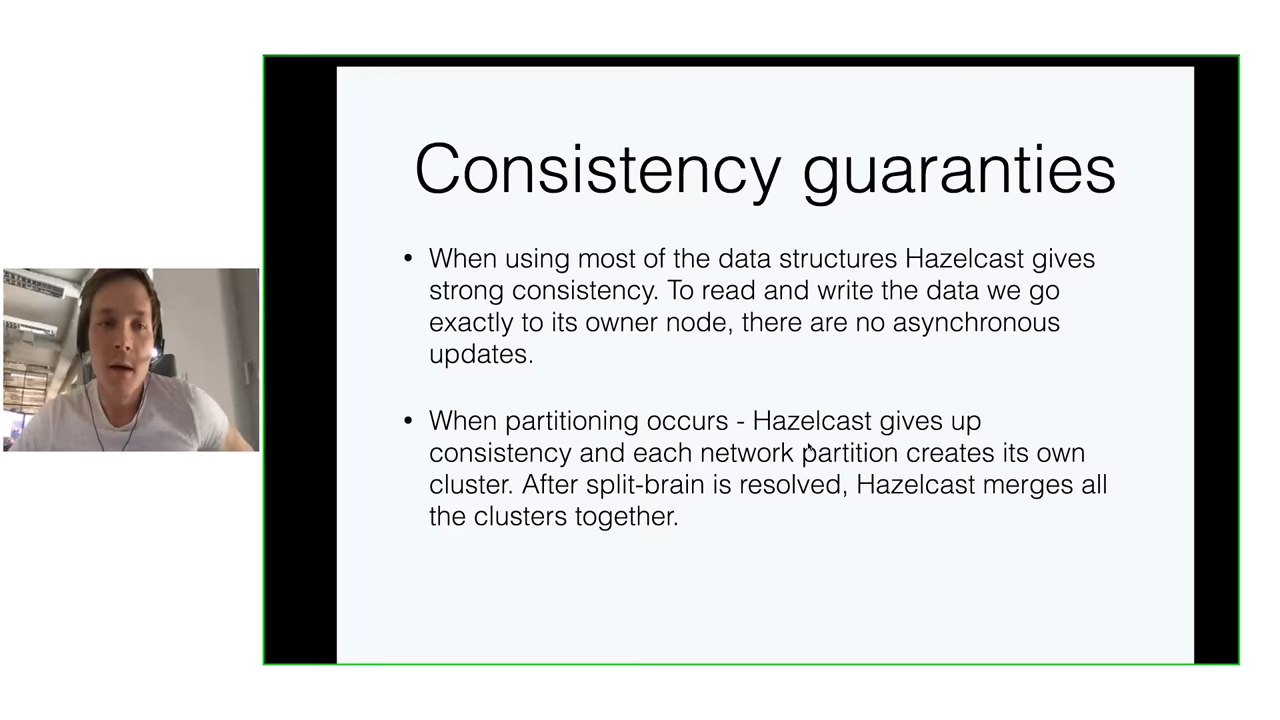 Consistency guaranties
• When using most of the data structures Hazelcast gives
strong consistency. To read and write the data we go
exactly to its owner node, there are no asynchronous
updates.
• When partitioning occurs - Hazelcast gives up
consistency and each network partition creates its own
cluster. After split-brain is resolved, Hazelcast merges all
the clusters together.